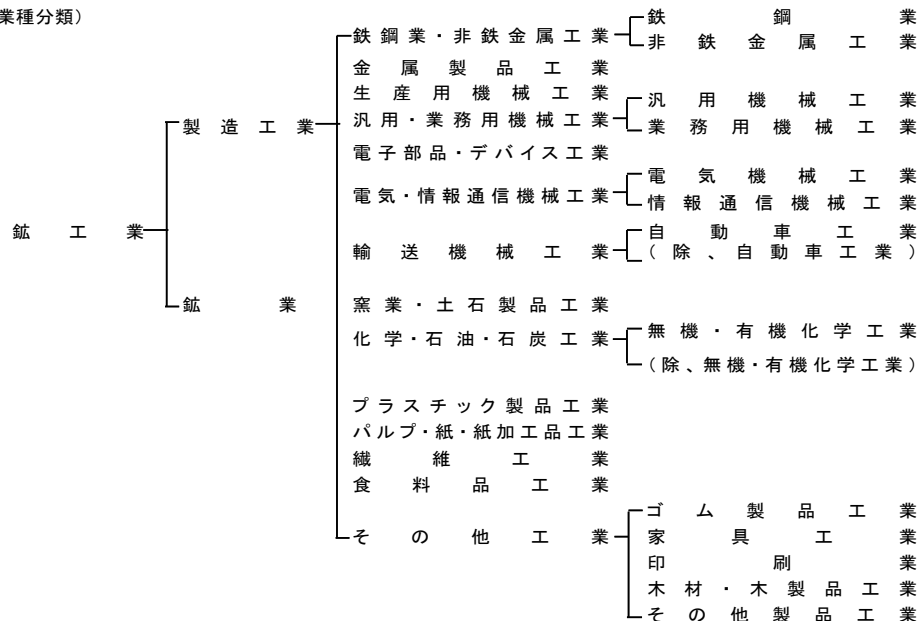 業種分類)
鉄鋼業
鉄鋼業・非鉄金属工業
非鉄金属工業
金属製品工業
生産用機械工業
汎用機械工業
製造工業
汎用・業務用機械工業
業務用機械工業
電子部品・デバイス工業
電気機械工業
電気・情報通信機械工業
情報通信機械工業
鉱工業
自動車工業
輸送機械工業
(除、自動車工業)
鉱業
窯業・土石製品工業
無機・有機化学工業
化学・石油・石炭工業
(除、無機・有機化学工業)
プラスチック製品工業
パルプ・紙・紙加工品工業
繊維工業
食料品工業
ゴム製品工業
その他工業
家具工業
印刷業
木材・木製品工業
その他製品工業